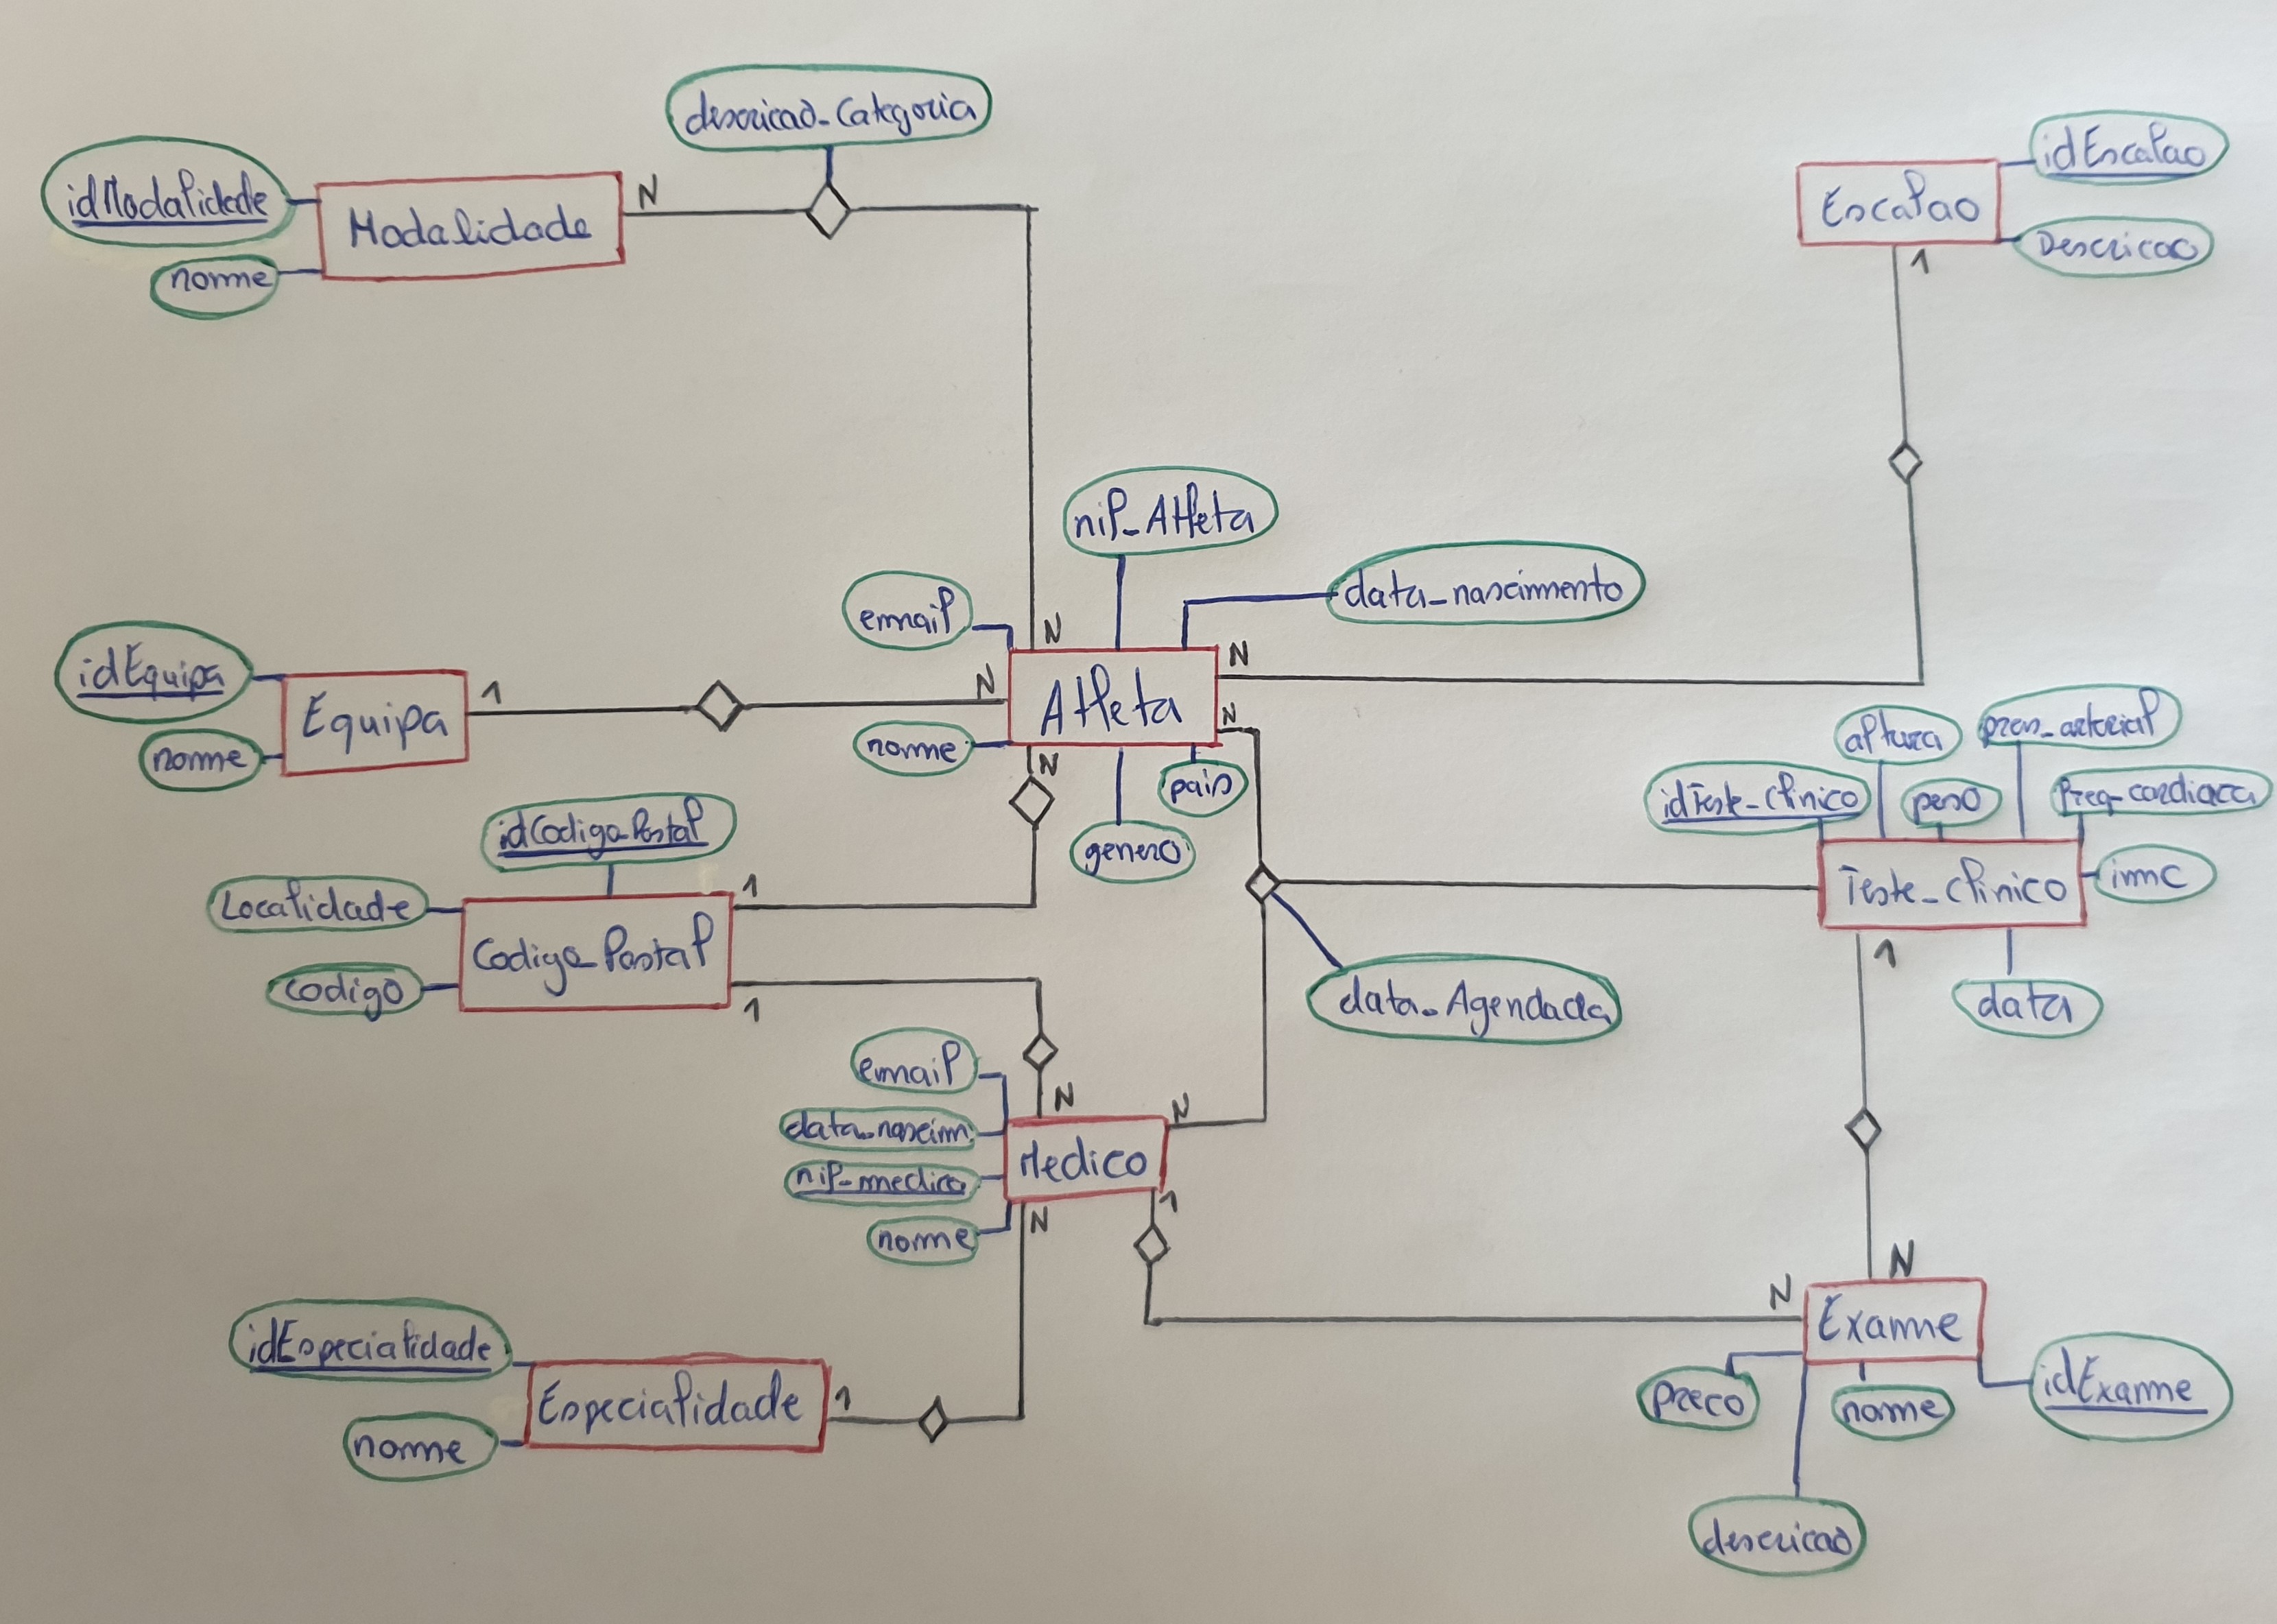 descricao_Categoria
idModalidade
N
Modalidade
nome
idEscalao
Escalao
Descricao
1
nif_Atleta
data_nascimento
email
N
N
idEquipa
1
N
Atleta
Equipa
N
nome
nome
N
pais
genero
altura
pres_arterial
idTeste_Clinico
peso
freq_cardiaca
Teste_Clinico
imc
1
data
idCodigo_Postal
1
Localidade
Codigo_Postal
codigo
1
data_Agendada
email
N
N
data_nascim.
Medico
nif_medico
1
N
nome
N
N
Exame
idExame
preco
nome
descricao
idEspecialidade
1
Especialidade
nome